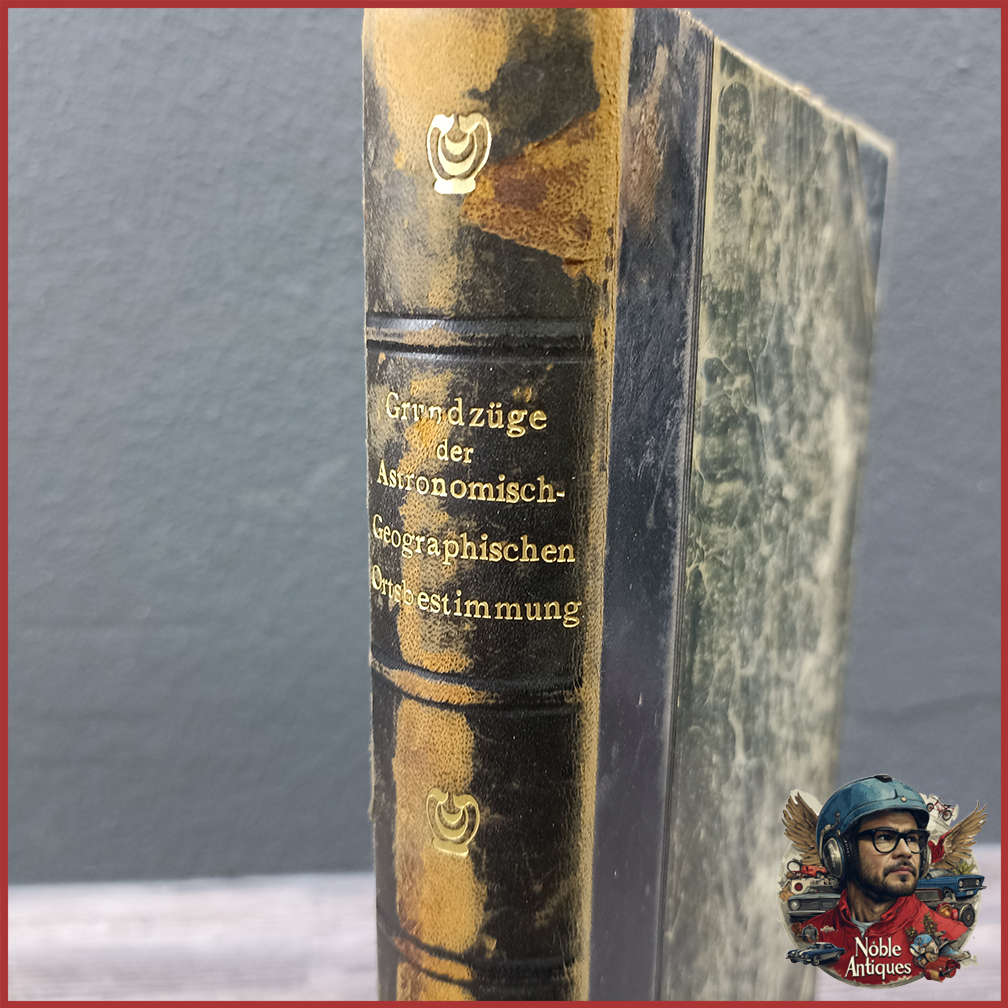 Grundzüge
der
Astronomisch-
Geographischen
Ortsbestimmung
Noble
Antiques